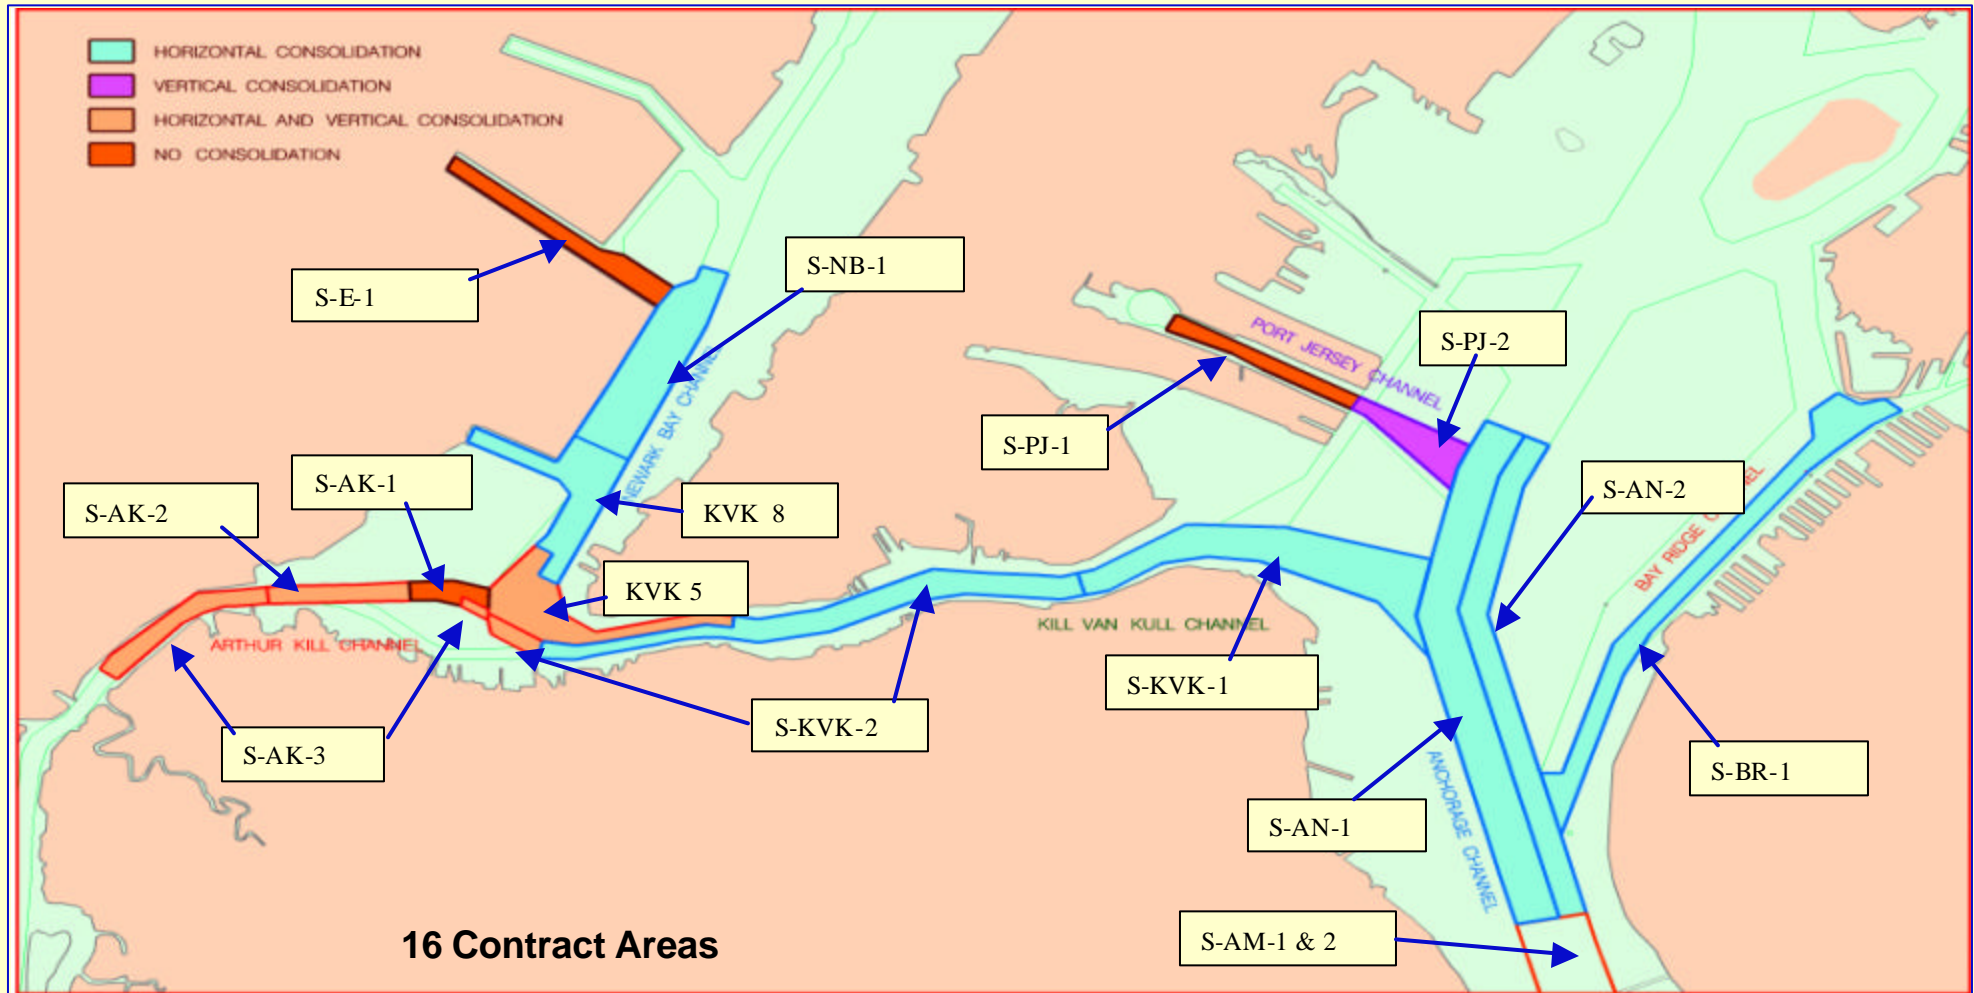 HORIZONTAL CONSOLIDATION
VERTICAL CONSOLIDATION
HORIZONTAL AND VERTICAL CONSOLIDATION
NO CONSOLIDATION
S-E-1
S-NB-1
PORT JERSEY CHANNEL
S-PJ-2
S-PJ-1
NEWARK BAY CHANNEL
S-AK-1
S-AK-2
KVK 8
S-AN-2
BAY RIDGE CHANNEL
KVK 5
ARTHUR KILL CHANNEL
KILL VAN KULL CHANNEL
S-KVK-1
S-KVK-2
S-AK-3
S-BR-1
ANCHORAGE CHANNEL
S-AN-1
S-AM-1 & 2
16 Contract Areas